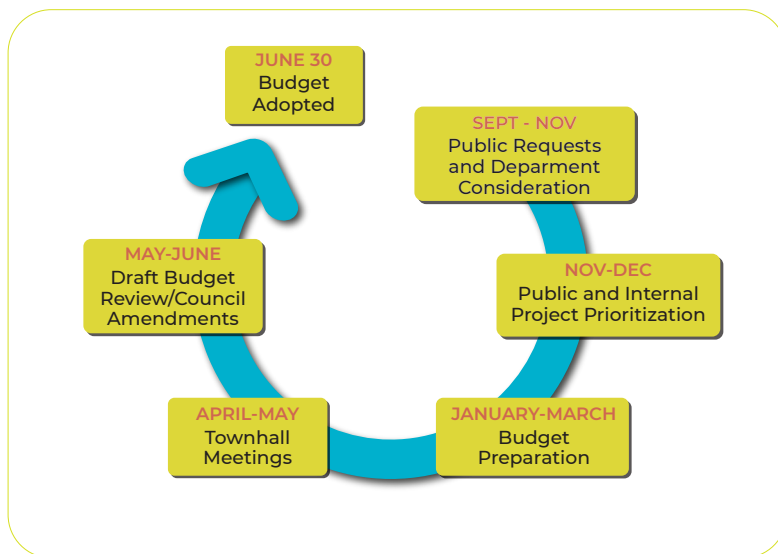 JUNE 30
Budget
Adopted
SEPT - NOV
Public Requests
and Deparment
Consideration
NOV-DEC
Public and Internal
Project Prioritization
JANUARY-MARCH
Budget
Preparation
APRIL-MAY
Townhall
Meetings
MAY-JUNE
Draft Budget
Review/Council
Amendments